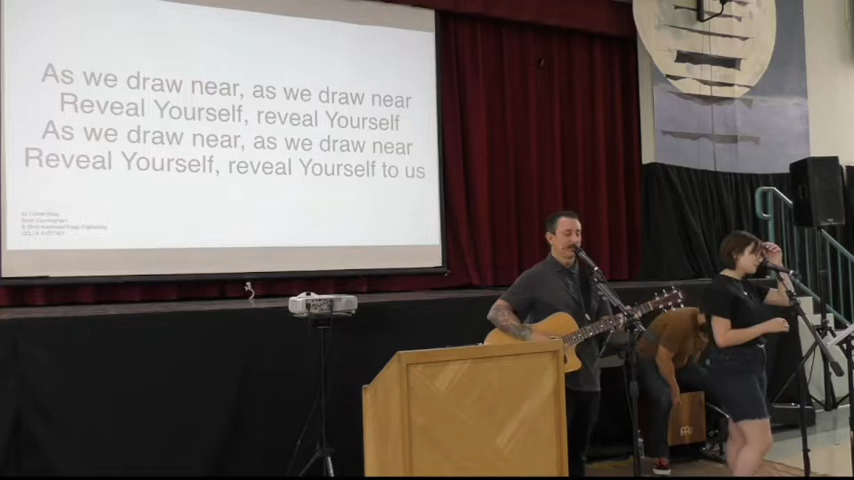 As we draw near, as we draw near
Reveal Yourself, reveal Yourself
As we draw near, as we draw near
Reveal Yourself, reveal Yourself to us